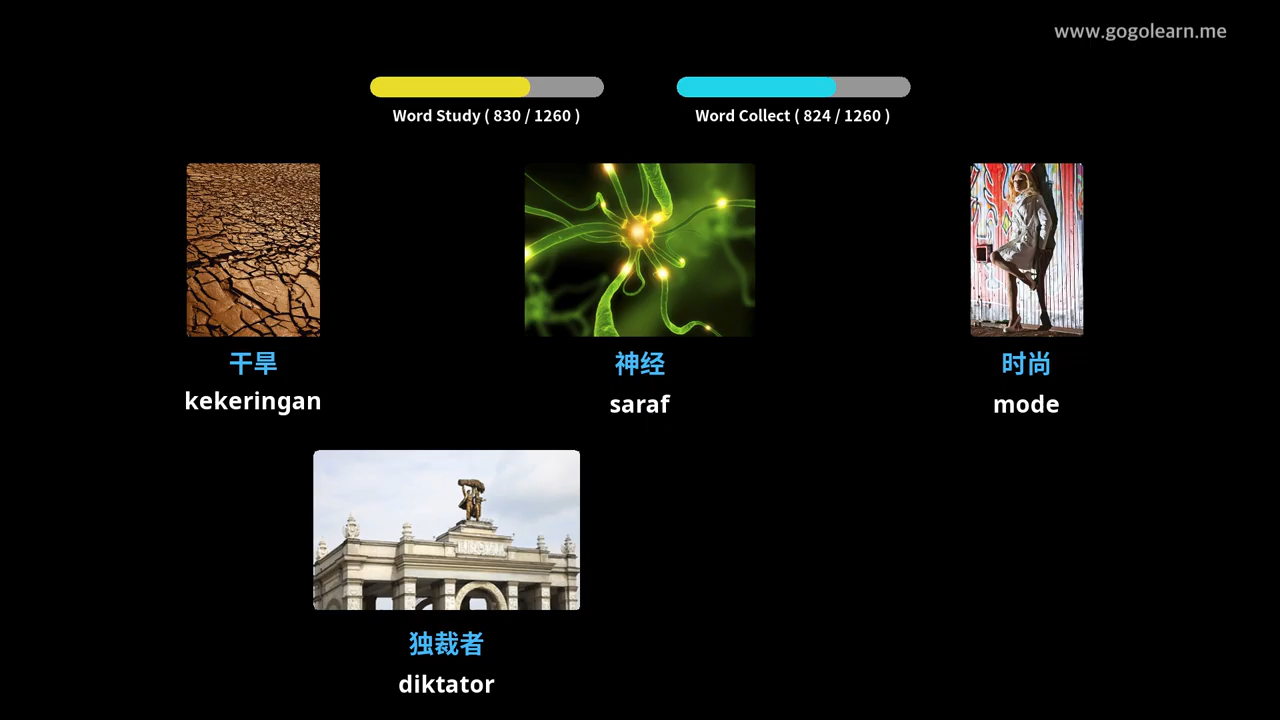 www.gogolearn.me
Word Study ( 830 / 1260 )
Word Collect ( 824 / 1260 )
干旱
kekeringan
神经
saraf
时尚
mode
独裁者
diktator